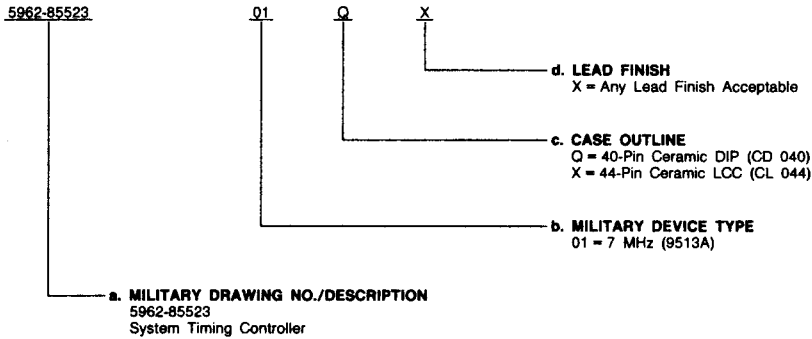 5962-85523 01 Q X
d. LEAD FINISH
X = Any Lead Finish Acceptable
c. CASE OUTLINE
Q = 40-Pin Ceramic DIP (CD 040)
X = 44-Pin Ceramic LCC (CL 044)
b. MILITARY DEVICE TYPE
01 = 7 MHz (9513A)
a. MILITARY DRAWING NO./DESCRIPTION
5962-85523
System Timing Controller